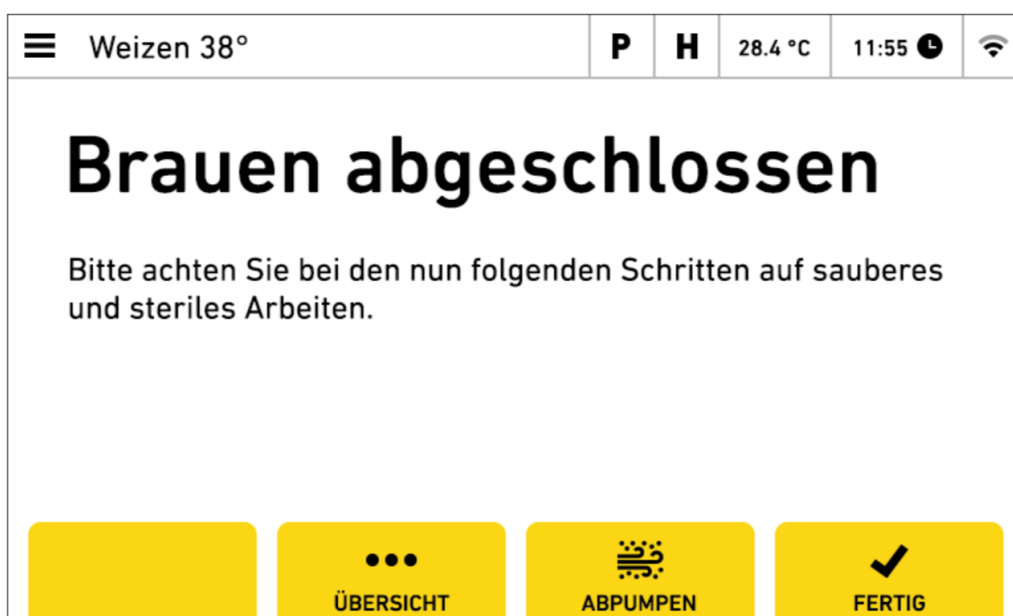 Weizen 38°
P
H
28.4 °C
11:55
Brauen abgeschlossen
Bitte achten Sie bei den nun folgenden Schritten auf sauberes
und steriles Arbeiten.
ÜBERSICHT
ABPUMPEN
FERTIG